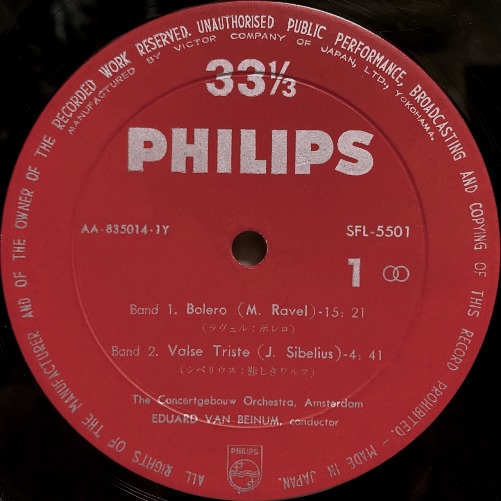 ALL RIGHTS OF THE MANUFACTURER AND OF THE OWNER OF THE RECORDED WORK RESERVED. UNAUTHORISED PUBLIC PERFORMANCE, BROADCASTING AND COPYING OF THIS RECORD PROHIBITED. - MADE IN JAPAN.
MANUFACTURED BY VICTOR COMPANY OF JAPAN, LTD., YOKOHAMA.
33⅓
PHILIPS
AA-835014-1Y
SFL-5501
1
Band 1. Bolero (M. Ravel)-15: 21
(ラヴェル：ボレロ)
Band 2. Valse Triste (J. Sibelius)-4: 41
(シベリウス：悲しきワルツ)
The Concertgebouw Orchestra, Amsterdam
EDUARD VAN BEINUM, conductor
PHILIPS